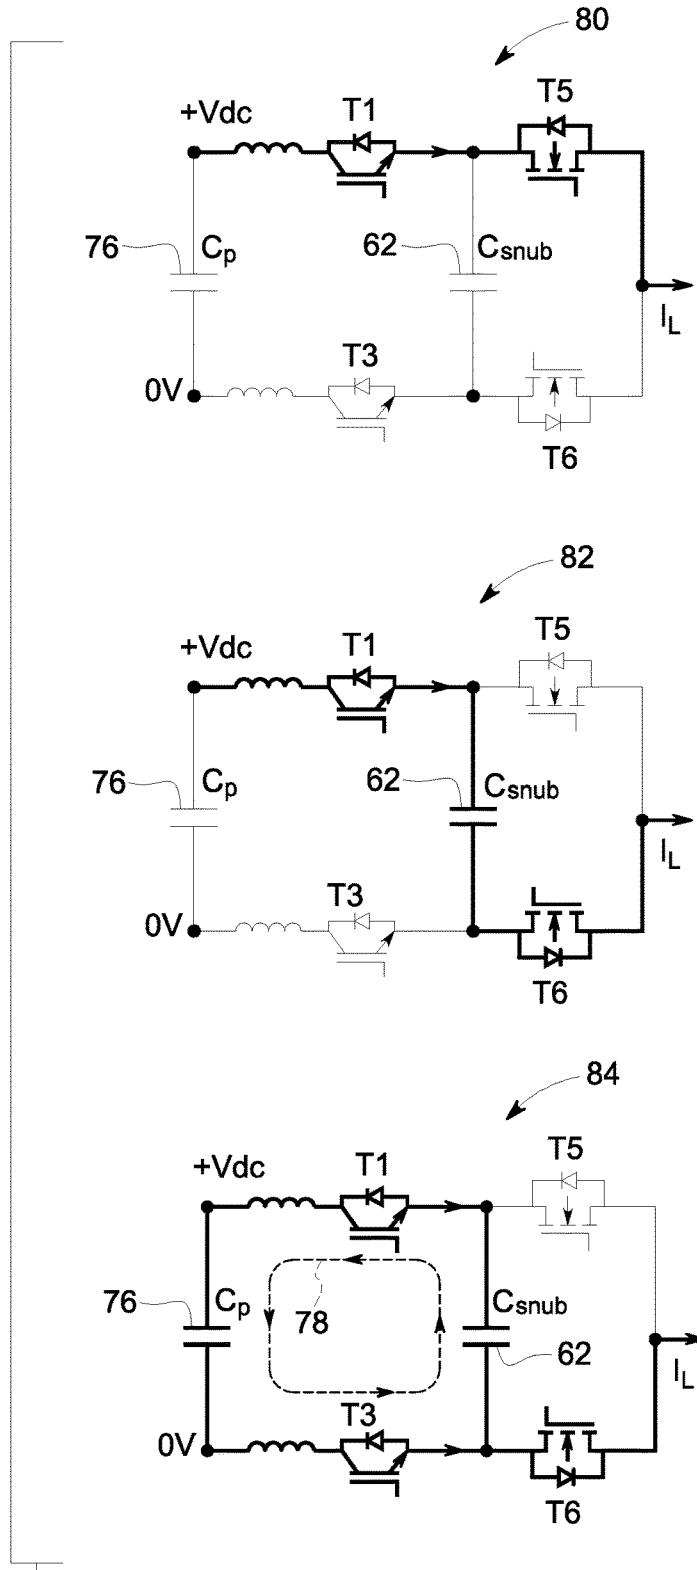 80
T5
T1
+Vdc
76
Cp
62
Csnub
IL
T3
0V
T6
82
T5
T1
+Vdc
76
Cp
62
Csnub
IL
T3
0V
T6
84
T5
T1
+Vdc
76
Cp
78
Csnub
62
IL
T3
0V
T6